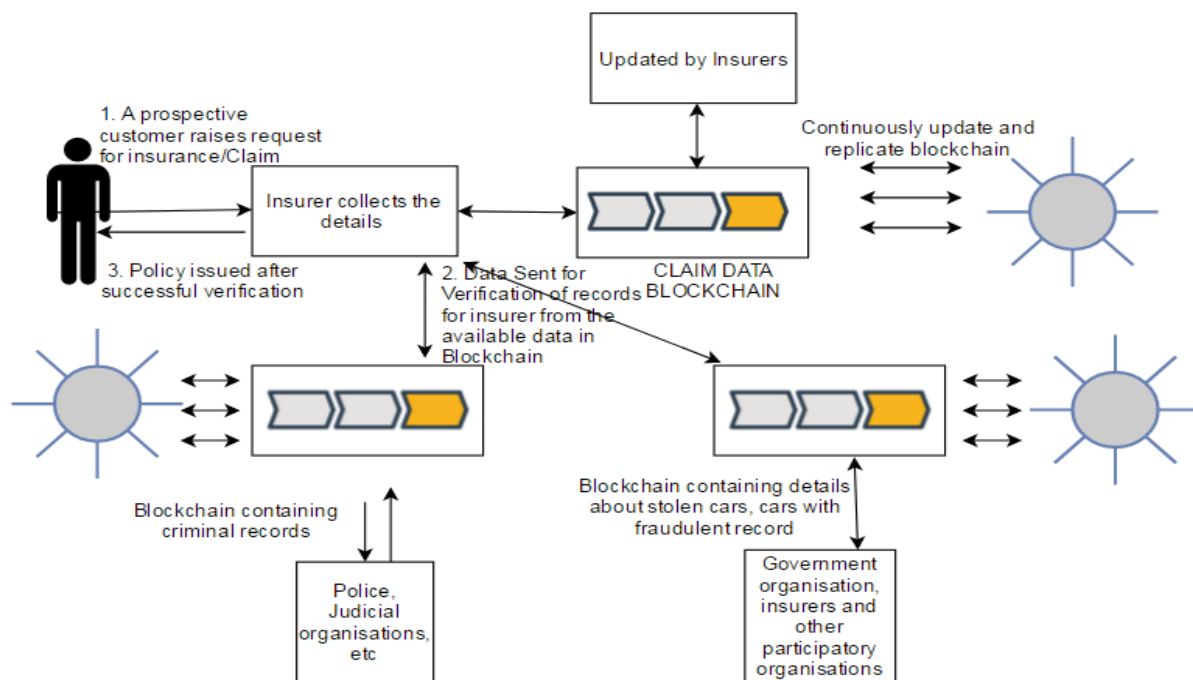 Updated by Insurers
1. A prospective
customer raises request
for insurance/Claim
Continuously update and
replicate blockchain
Insurer collects the
details
3. Policy issued after
successful verification
2. Data Sent for
Verification of records
for insurer from the
available data in
Blockchain
CLAIM DATA
BLOCKCHAIN
Blockchain containing
criminal records
Blockchain containing details
about stolen cars, cars with
fraudulent record
Police,
Judicial
organisations,
etc
Government
organisation,
insurers and
other
participatory
organisations